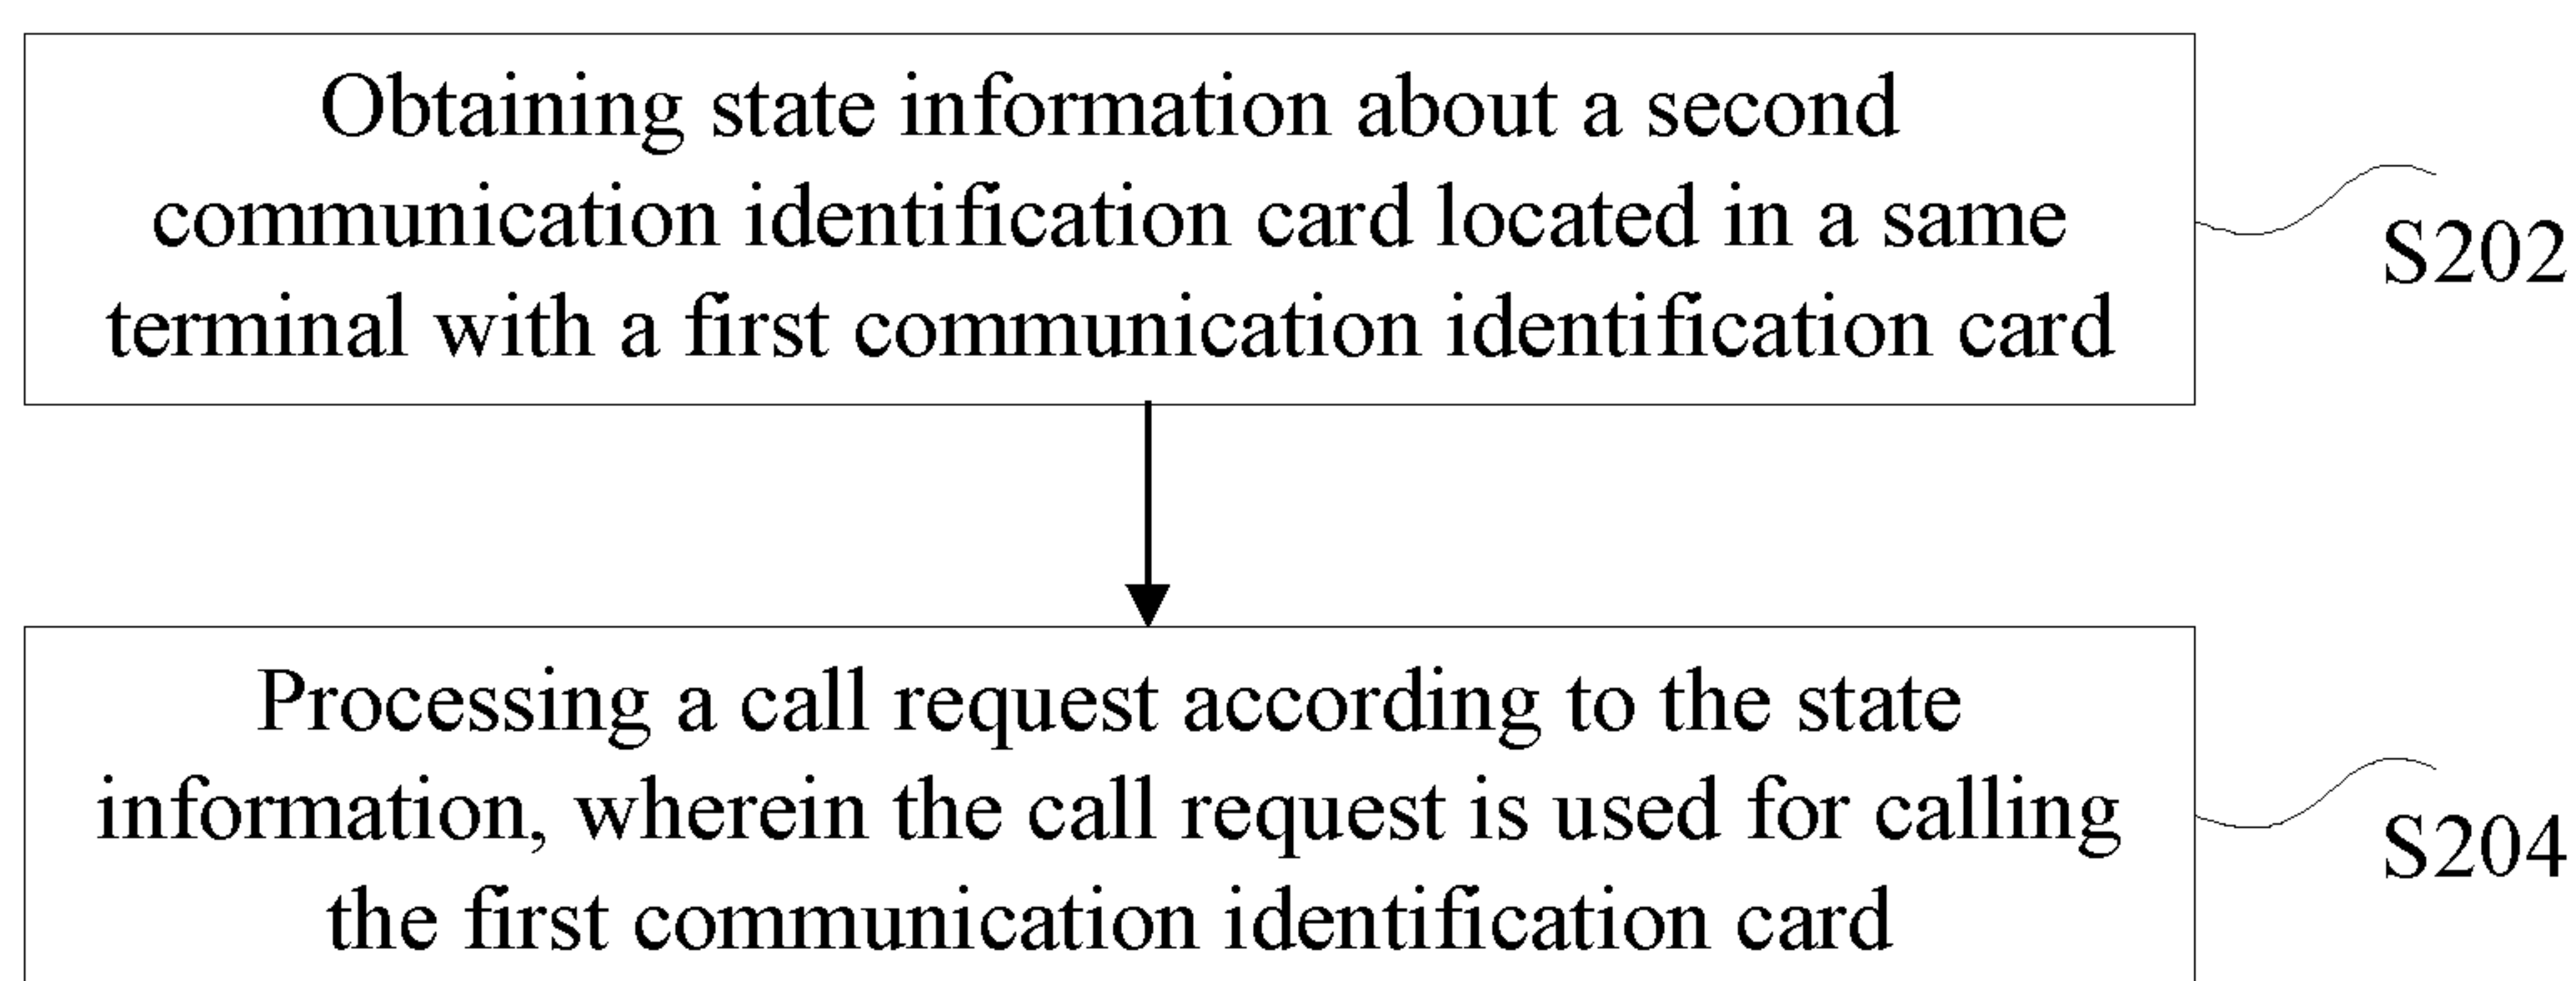 Obtaining state information about a second
communication identification card located in a same
terminal with a first communication identification card
S202
Processing a call request according to the state
information, wherein the call request is used for calling
the first communication identification card
S204